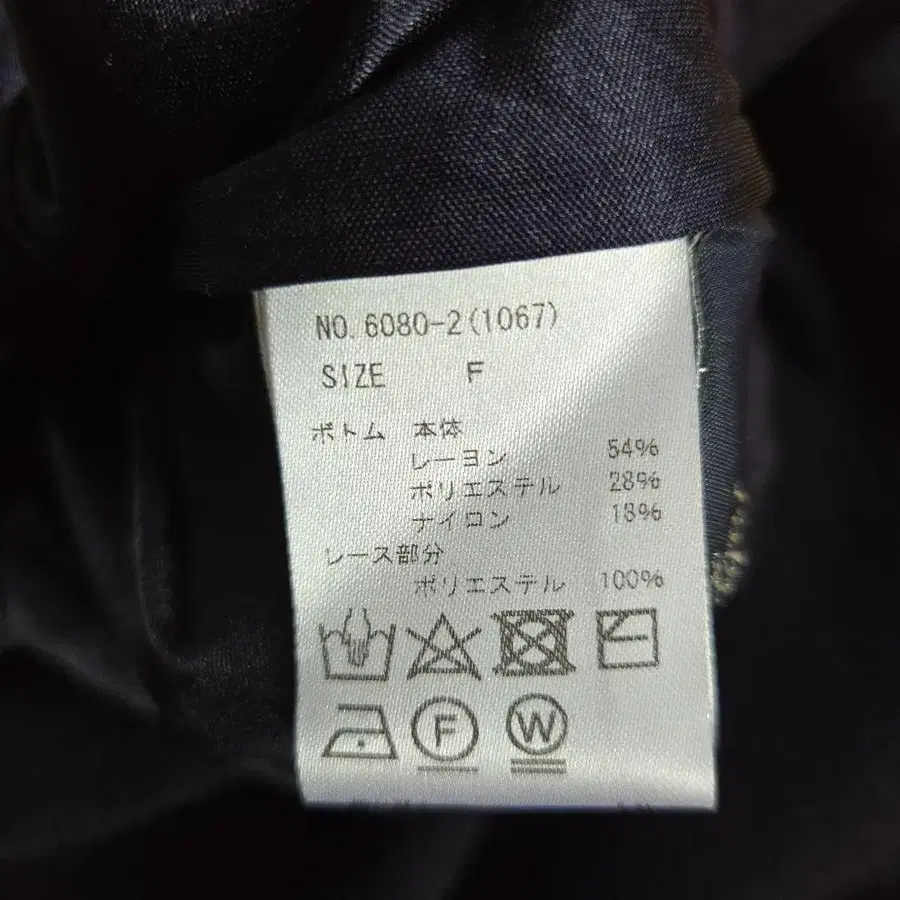 NO. 6080-2(1067)
SIZE F
ボトム 本体
レーヨン 54%
ポリエステル 28%
ナイロン 18%
レース部分
ポリエステル 100%
F W